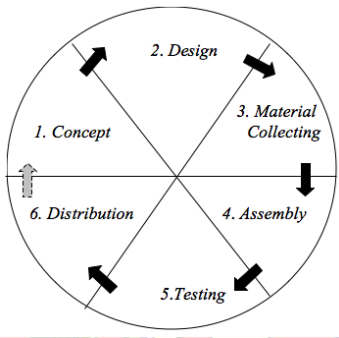 2. Design
3. Material
Collecting
1. Concept
6. Distribution
4. Assembly
5.Testing